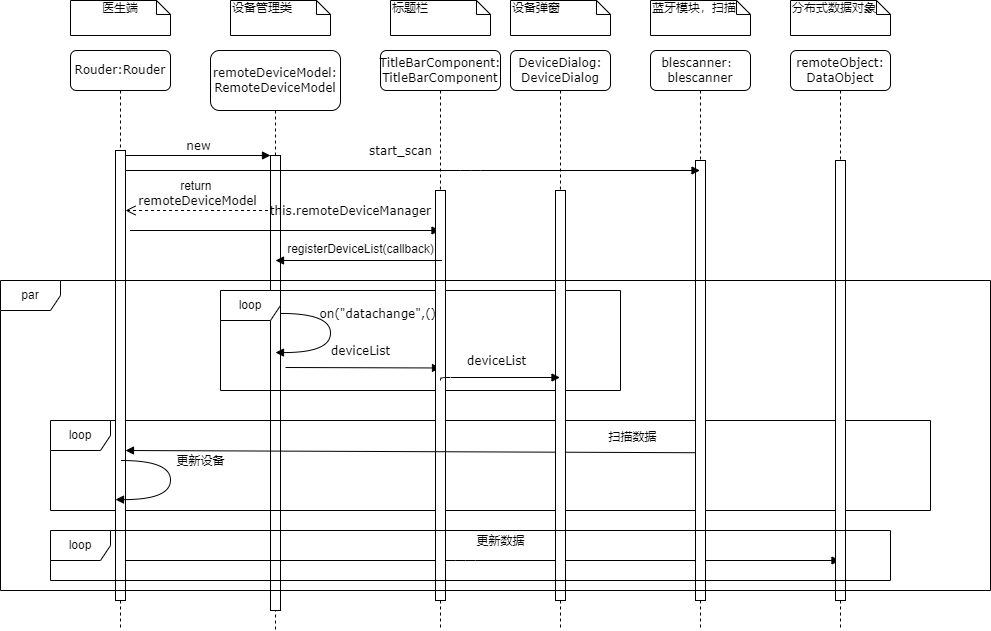 医生端
设备管理类
标题栏
设备弹窗
蓝牙模块，扫描
分布式数据对象
Rouder:Rouder
remoteDeviceModel:
RemoteDeviceModel
TitleBarComponent:
TitleBarComponent
DeviceDialog:
DeviceDialog
blescanner:
blescanner
remoteObject:
DataObject
new
start_scan
return
remoteDeviceModel
this.remoteDeviceManager
registerDeviceList(callback)
par
loop
on("datachange",()
deviceList
deviceList
loop
扫描数据
更新设备
loop
更新数据